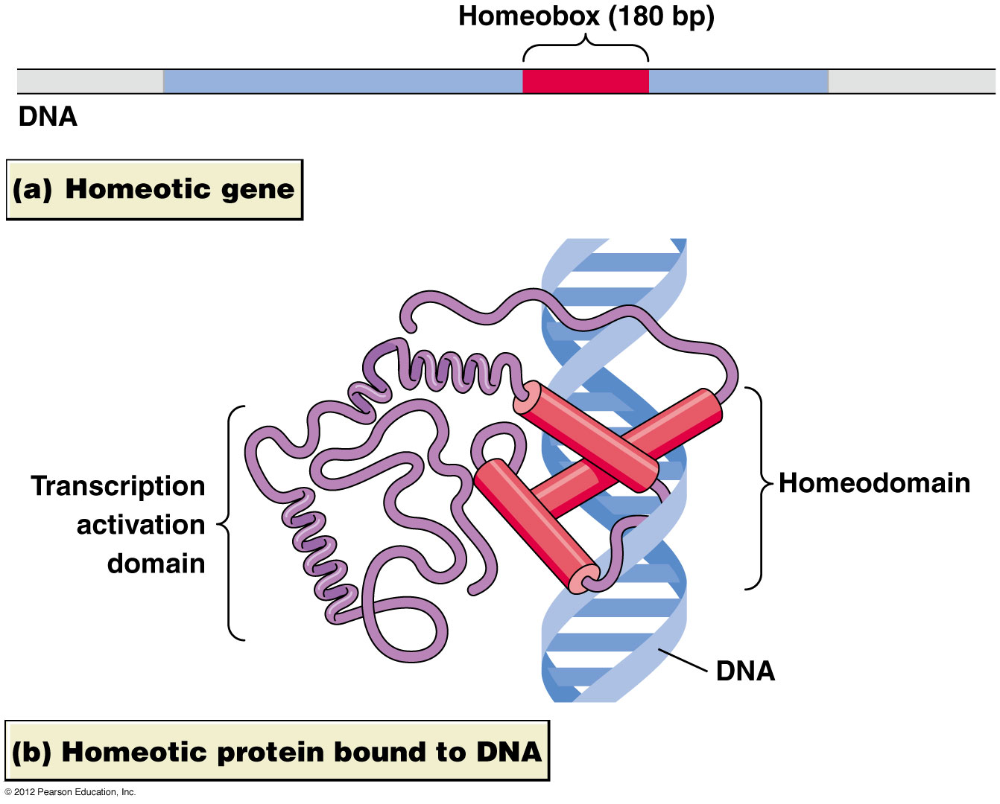 Homeobox (180 bp)
DNA
(a) Homeotic gene
Transcription
activation
domain
Homeodomain
DNA
(b) Homeotic protein bound to DNA
© 2012 Pearson Education, Inc.